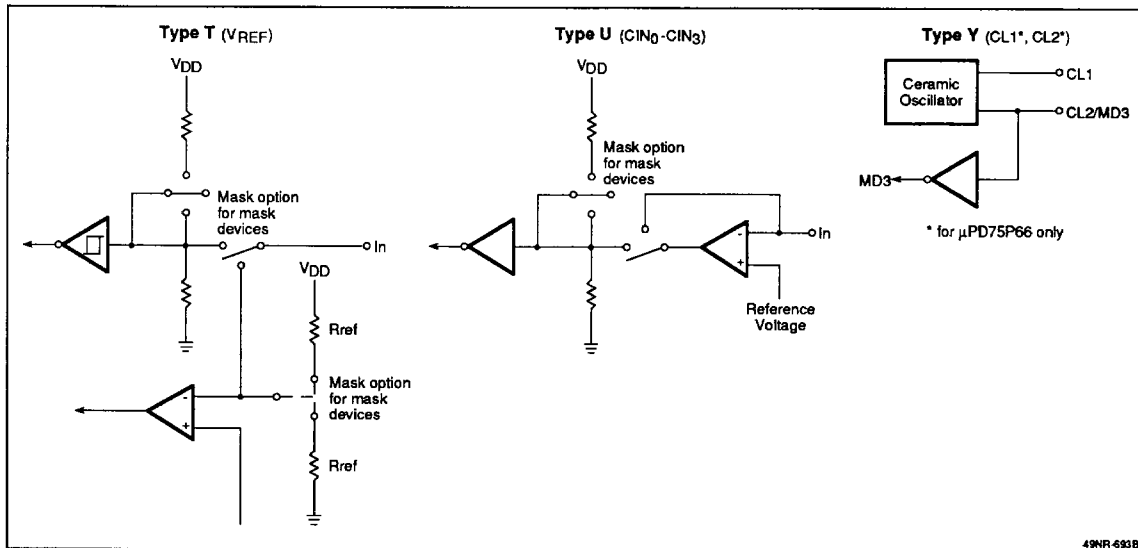 Type T (VREF)
VDD
Mask option
for mask
devices
In
VDD
Rref
Mask option
for mask
devices
Rref
-
+
Type U (CIN0-CIN3)
VDD
Mask option
for mask
devices
-
+
In
Reference
Voltage
Type Y (CL1*, CL2*)
Ceramic
Oscillator
CL1
CL2/MD3
MD3
* for µPD75P66 only
49NR-693B